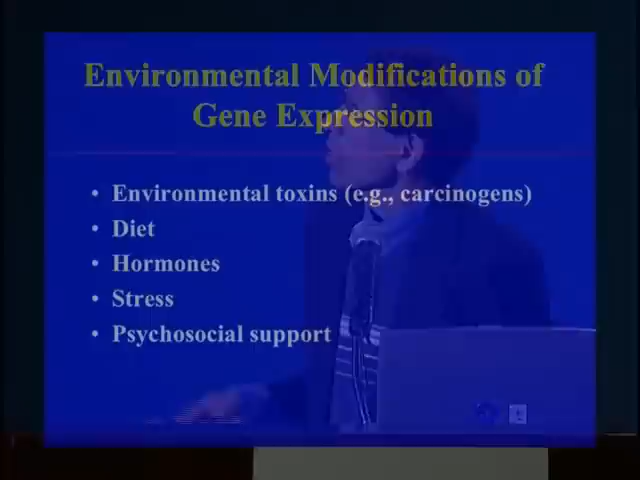 Environmental Modifications of
Gene Expression
• Environmental toxins (e.g., carcinogens)
• Diet
• Hormones
• Stress
• Psychosocial support